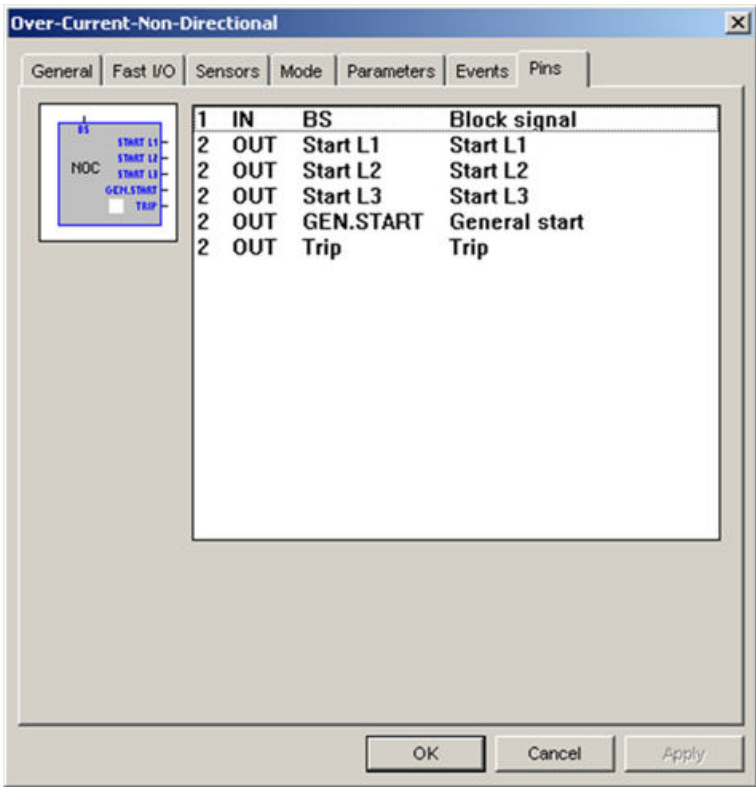 Over-Current-Non-Directional
General Fast I/O Sensors Mode Parameters Events Pins
BS
START L1
START L2
NOC START L3
GEN.START
TRIP
1 IN BS Block signal
2 OUT Start L1 Start L1
2 OUT Start L2 Start L2
2 OUT Start L3 Start L3
2 OUT GEN.START General start
2 OUT Trip Trip
OK Cancel Apply